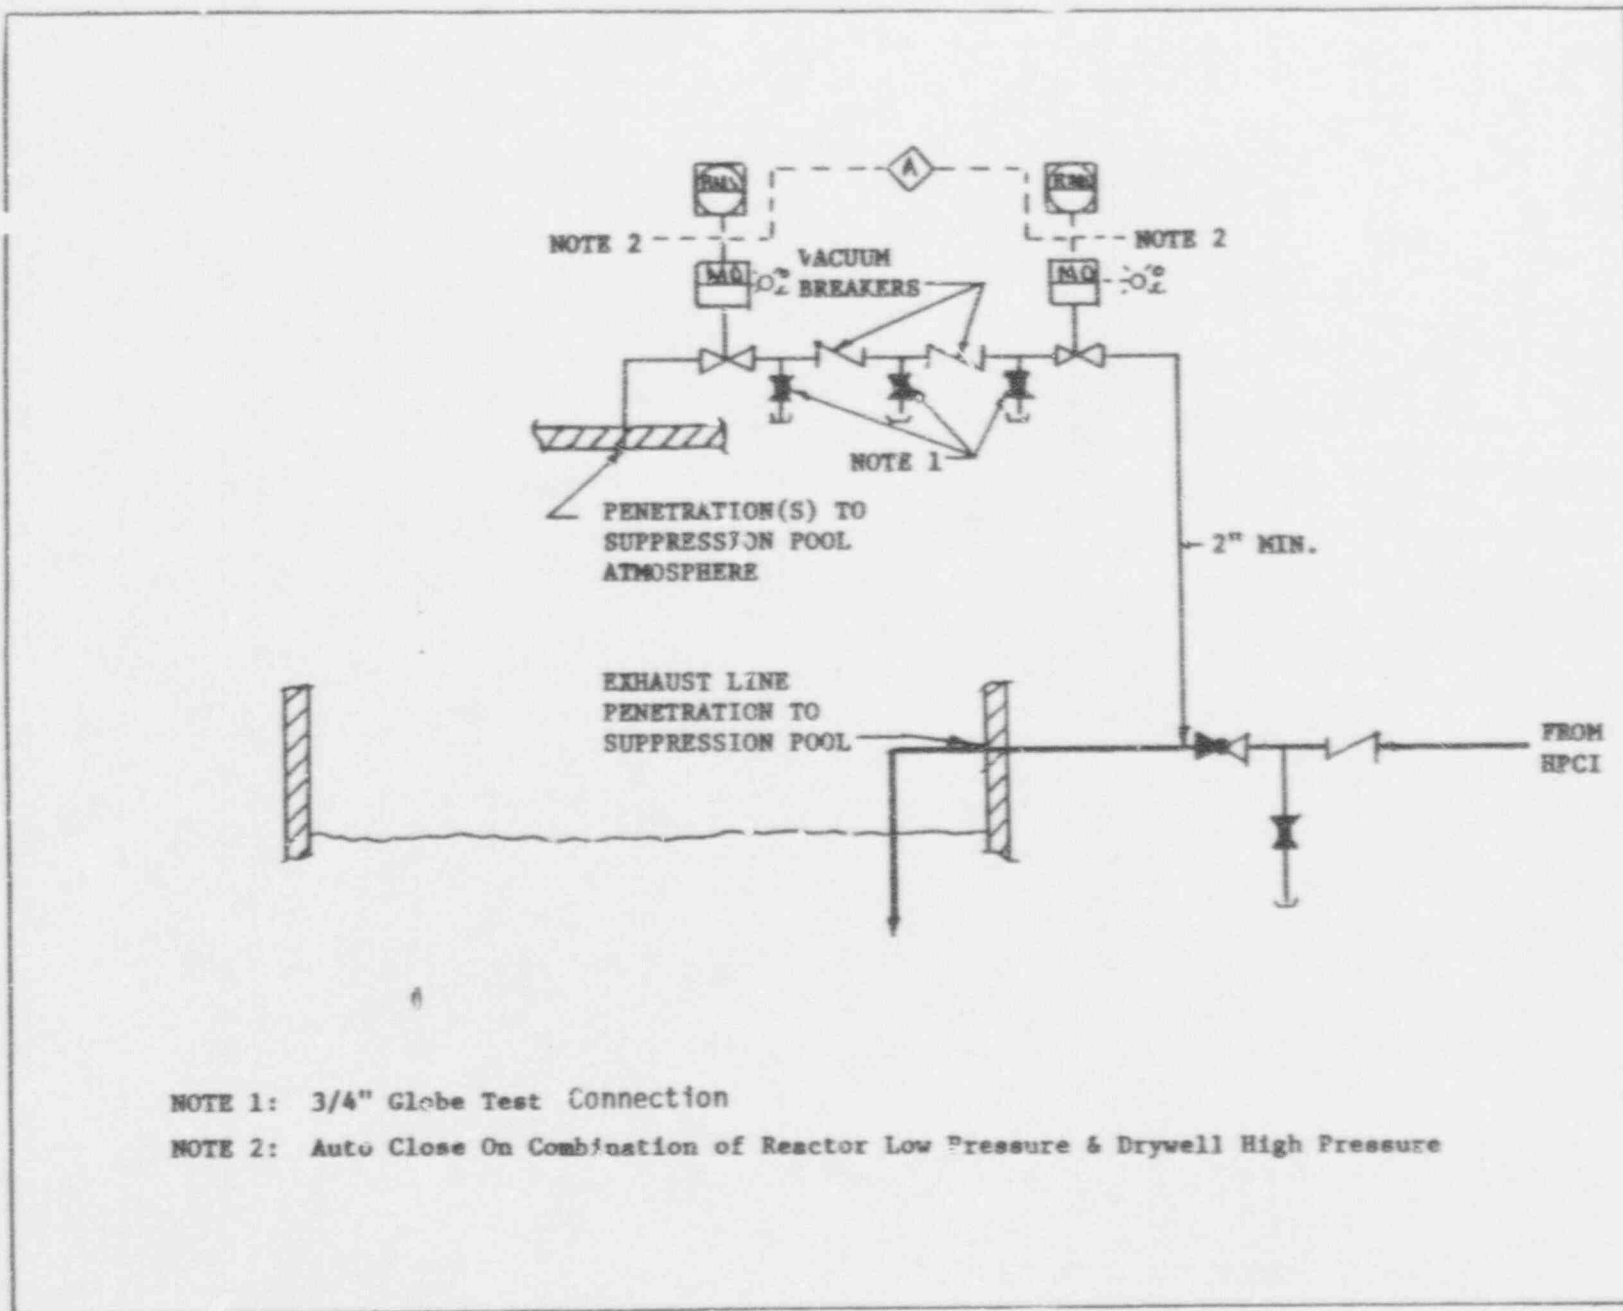 A
NOTE 2
NOTE 2
MO
MO
VACUUM
BREAKERS
NOTE 1
PENETRATION(S) TO
SUPPRESSION POOL
ATMOSPHERE
2" MIN.
EXHAUST LINE
PENETRATION TO
SUPPRESSION POOL
FROM
HPCI
NOTE 1: 3/4" Globe Test Connection
NOTE 2: Auto Close On Combination of Reactor Low Pressure & Drywell High Pressure